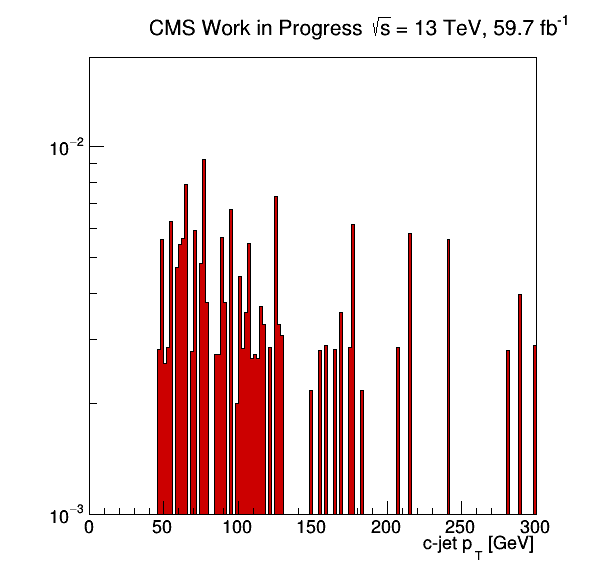 CMS Work in Progress √s = 13 TeV, 59.7 fb⁻¹
10⁻²
10⁻³
0 50 100 150 200 250 300
c-jet p_T [GeV]